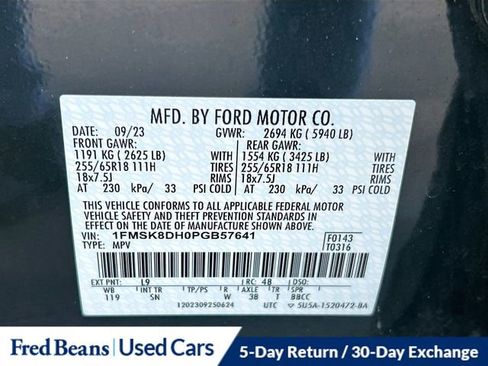 MFD. BY FORD MOTOR CO.
DATE: 09/23 GVWR: 2694 KG ( 5940 LB)
FRONT GAWR: REAR GAWR:
1191 KG ( 2625 LB) 1554 KG ( 3425 LB)
255/65R18 111H TIRES 255/65R18 111H TIRES
18x7.5J RIMS 18x7.5J RIMS
AT 230 kPa/ 33 PSI COLD AT 230 kPa/ 33 PSI COLD
THIS VEHICLE CONFORMS TO ALL APPLICABLE FEDERAL MOTOR
VEHICLE SAFETY AND THEFT PREVENTION STANDARDS IN EFFECT
ON THE DATE OF MANUFACTURE SHOWN ABOVE.
VIN: 1FMSK8DH0PGB57641 F0143
TYPE: MPV T0316
EXT PNT: L9 RC: 48 DSO:
WB INT TR TP/PS R AXLE TR SPR
119 SN W 38 T BBCC
1202309250624 UTC 5U5A-1520472-BA
Fred Beans Used Cars 5-Day Return / 30-Day Exchange